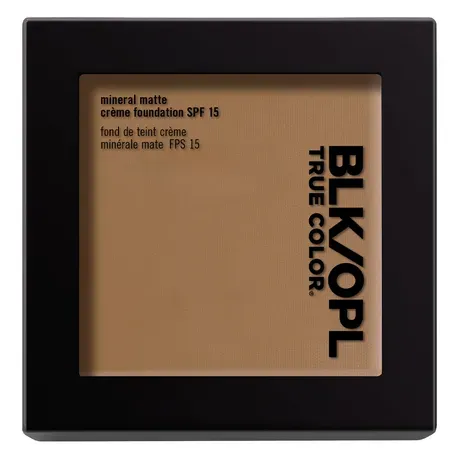 mineral matte
crème foundation SPF 15
fond de teint crème
minérale mate FPS 15
BLK/OPL
TRUE COLOR®